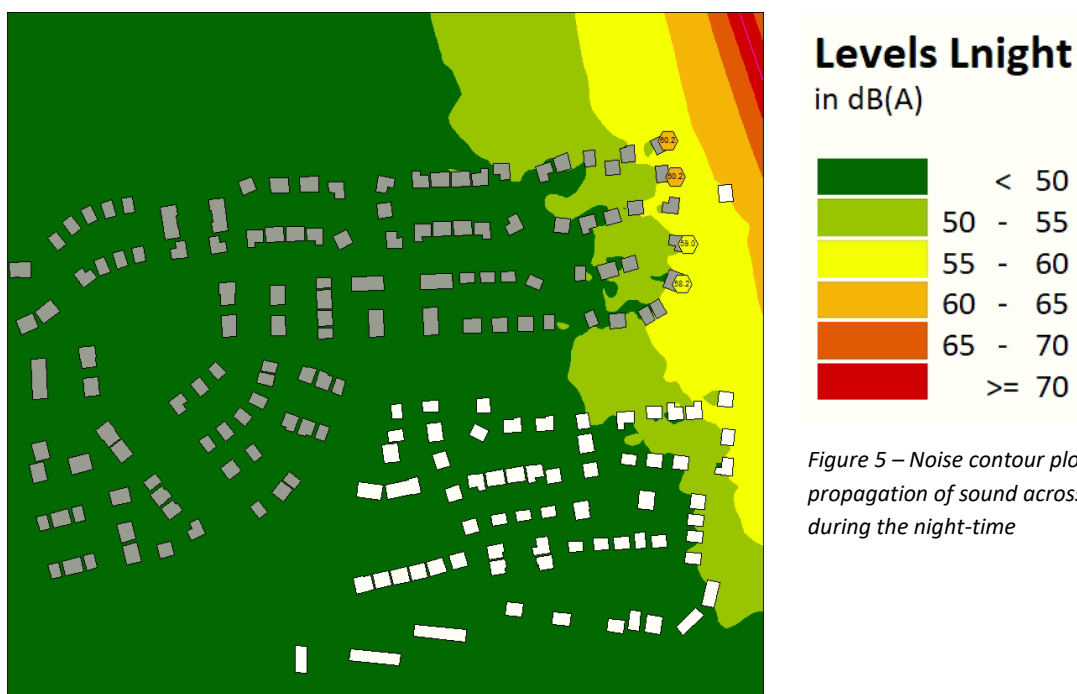 60.2
60.2
59.0
58.2
Levels Lnight
in dB(A)
< 50
50 - 55
55 - 60
60 - 65
65 - 70
>= 70
Figure 5 – Noise contour plo
propagation of sound across
during the night-time